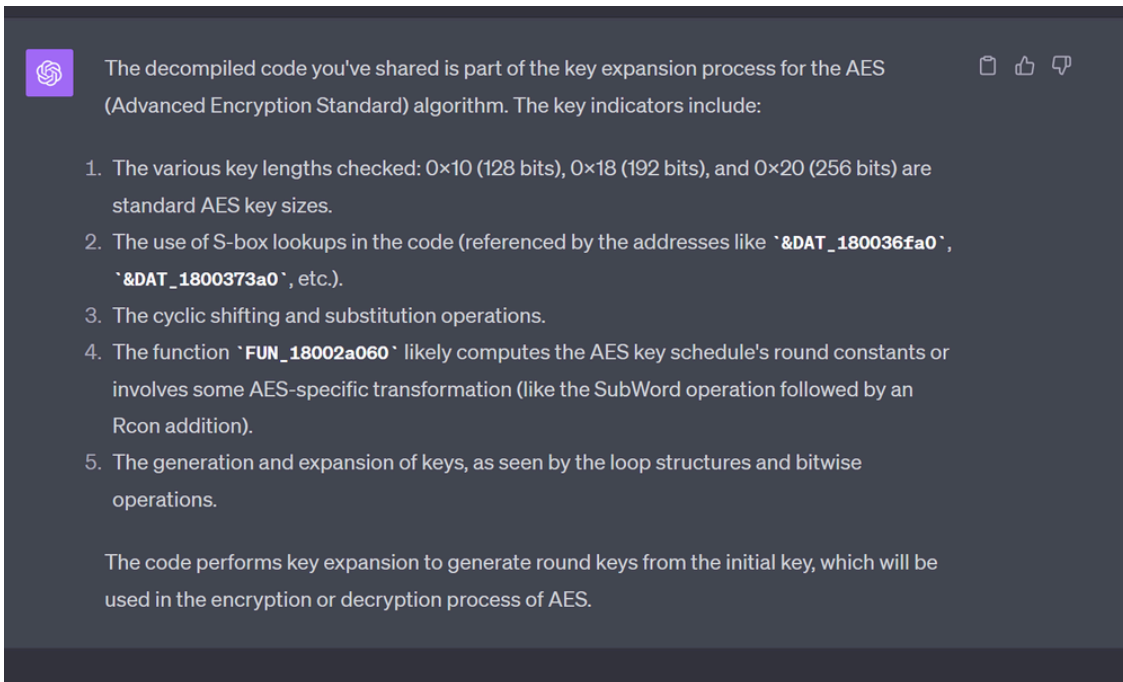 The decompiled code you've shared is part of the key expansion process for the AES
(Advanced Encryption Standard) algorithm. The key indicators include:
1. The various key lengths checked: 0×10 (128 bits), 0×18 (192 bits), and 0×20 (256 bits) are
standard AES key sizes.
2. The use of S-box lookups in the code (referenced by the addresses like `&DAT_180036fa0`,
`&DAT_1800373a0`, etc.).
3. The cyclic shifting and substitution operations.
4. The function `FUN_18002a060` likely computes the AES key schedule's round constants or
involves some AES-specific transformation (like the SubWord operation followed by an
Rcon addition).
5. The generation and expansion of keys, as seen by the loop structures and bitwise
operations.
The code performs key expansion to generate round keys from the initial key, which will be
used in the encryption or decryption process of AES.